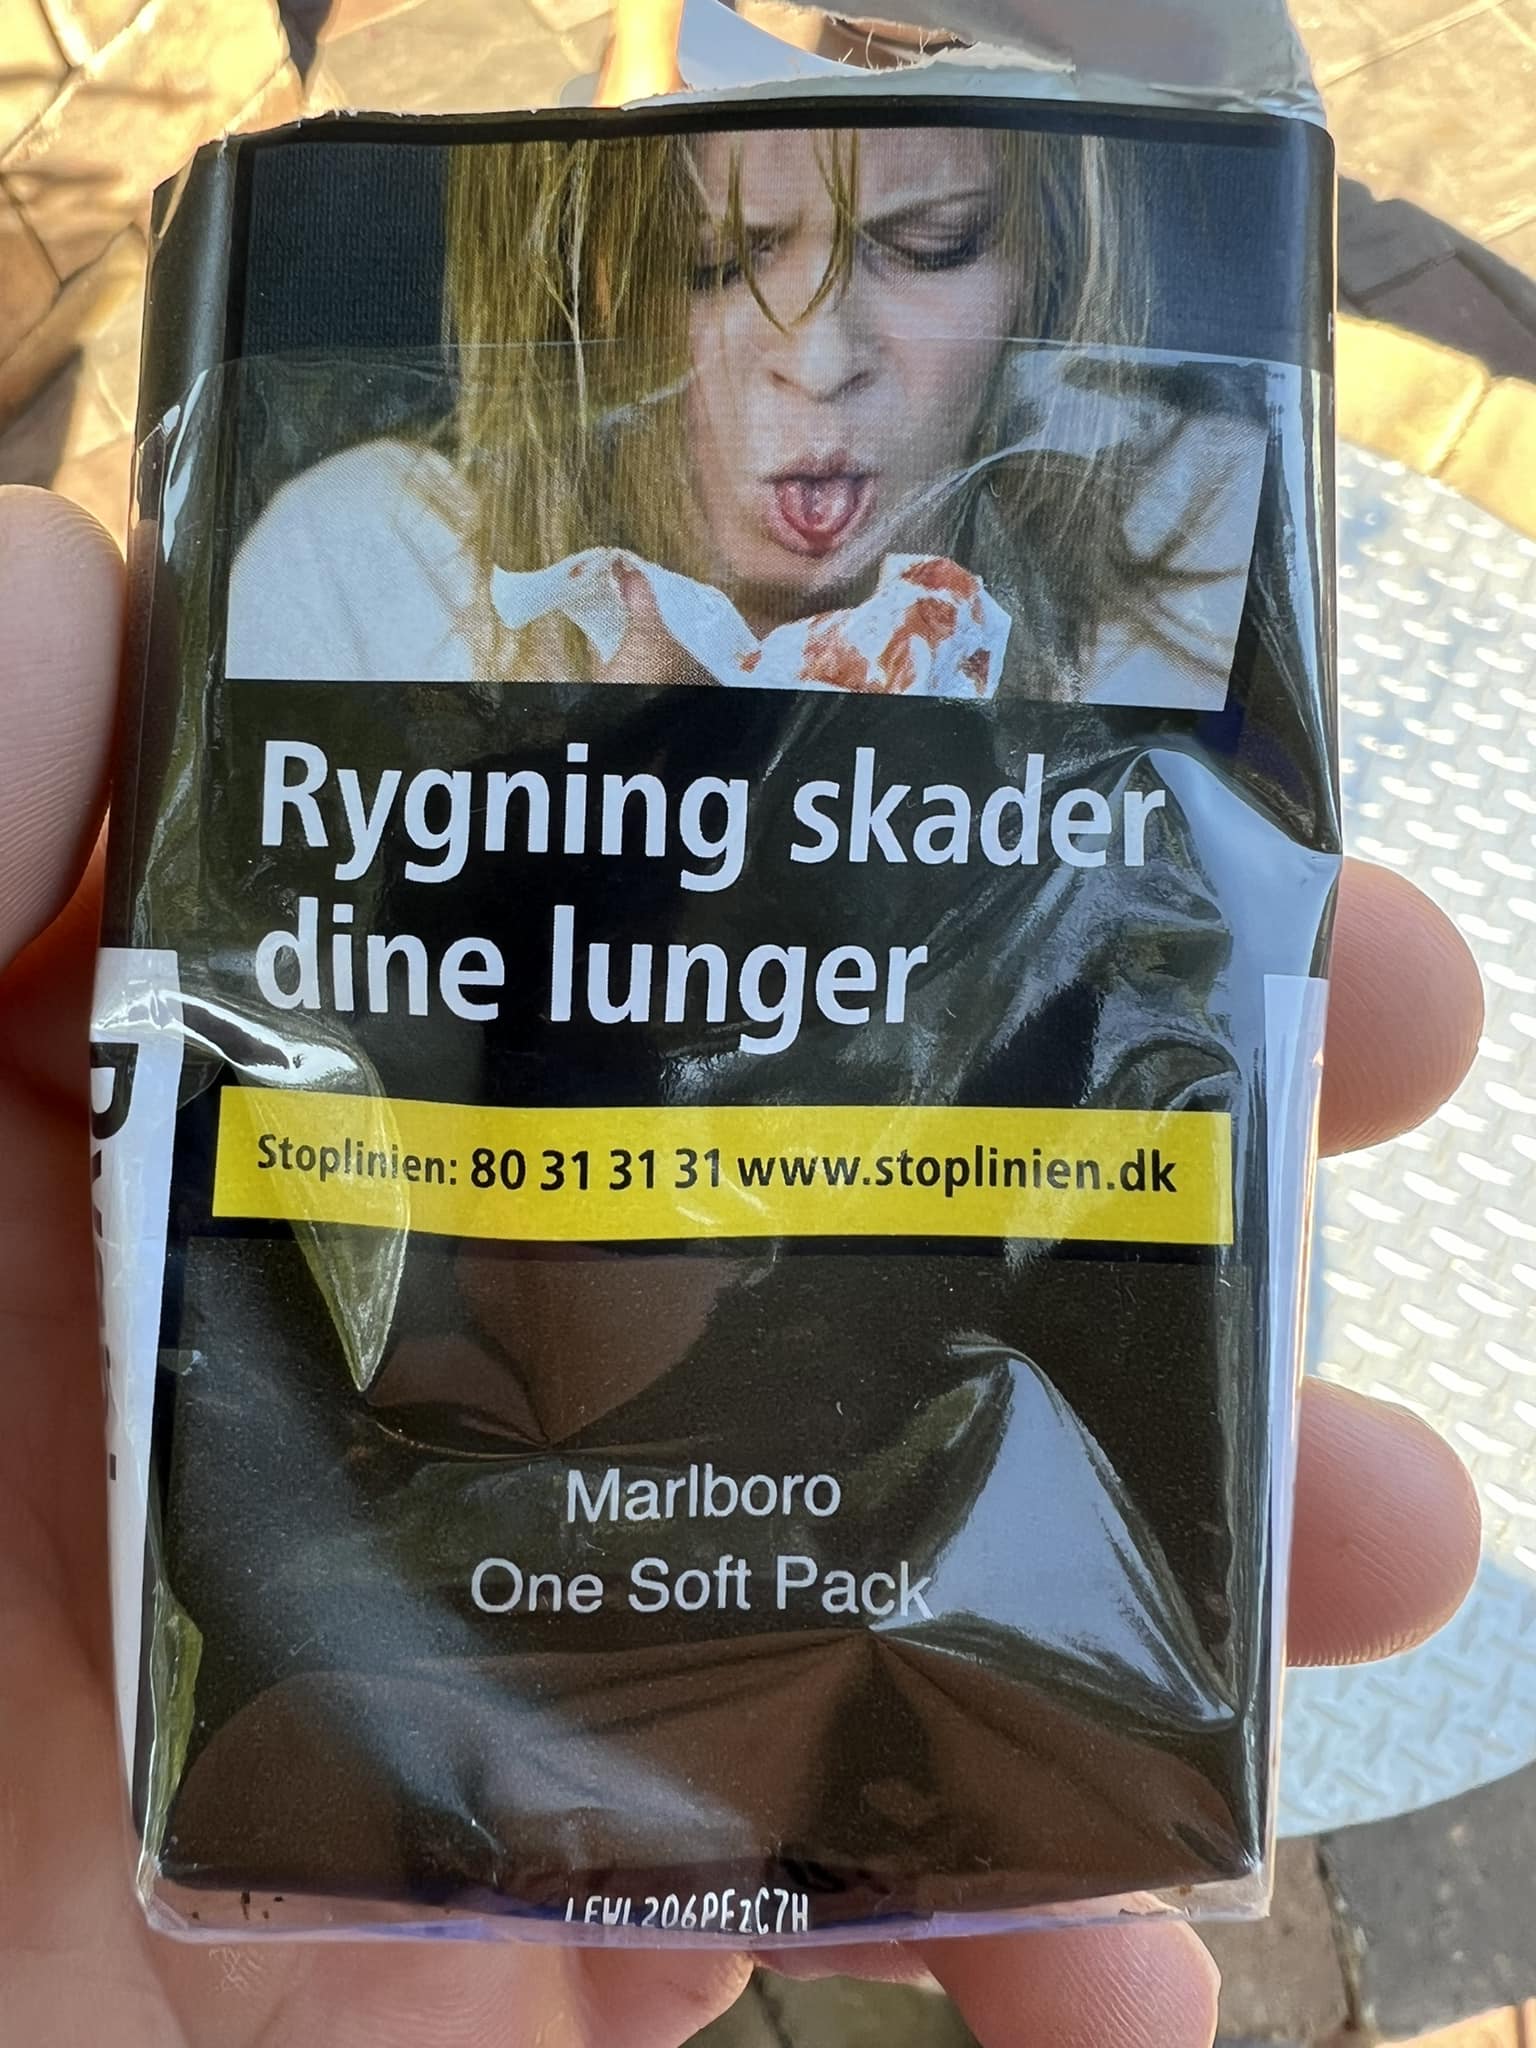 Rygning skader
dine lunger
Stoplinien: 80 31 31 31 www.stoplinien.dk
Marlboro
One Soft Pack